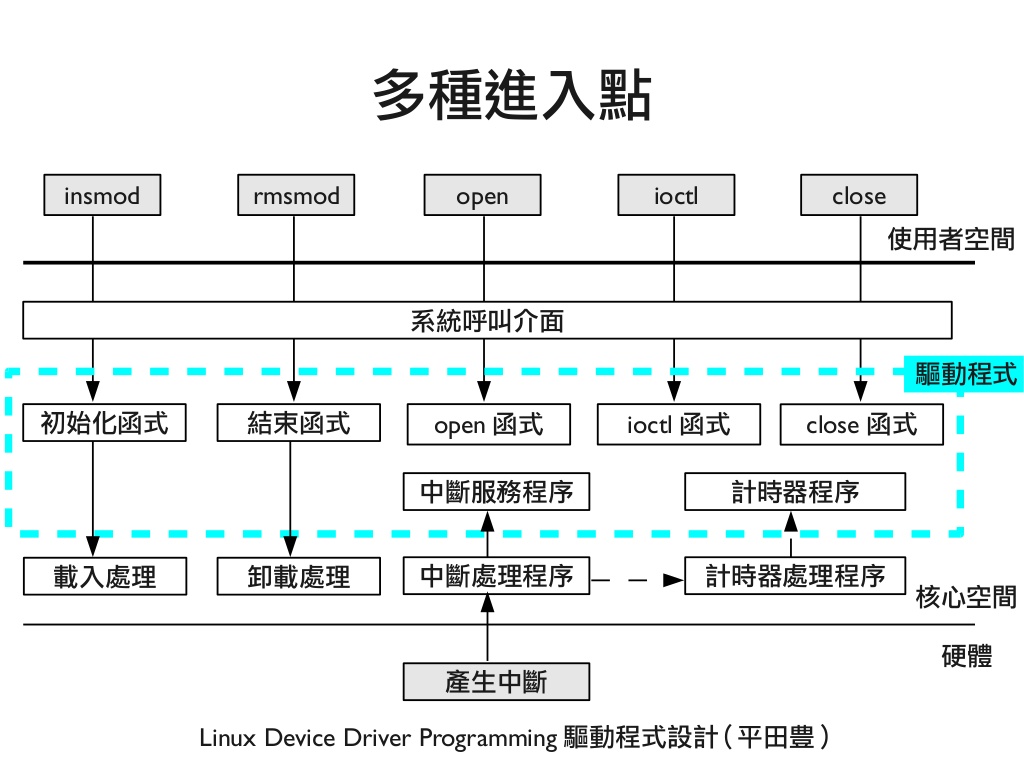 多種進入點
insmod
rmsmod
open
ioctl
close
使用者空間
系統呼叫介面
驅動程式
初始化函式
結束函式
open 函式
ioctl 函式
close 函式
中斷服務程序
計時器程序
載入處理
卸載處理
中斷處理程序
計時器處理程序
核心空間
硬體
產生中斷
Linux Device Driver Programming 驅動程式設計 ( 平田豊 )